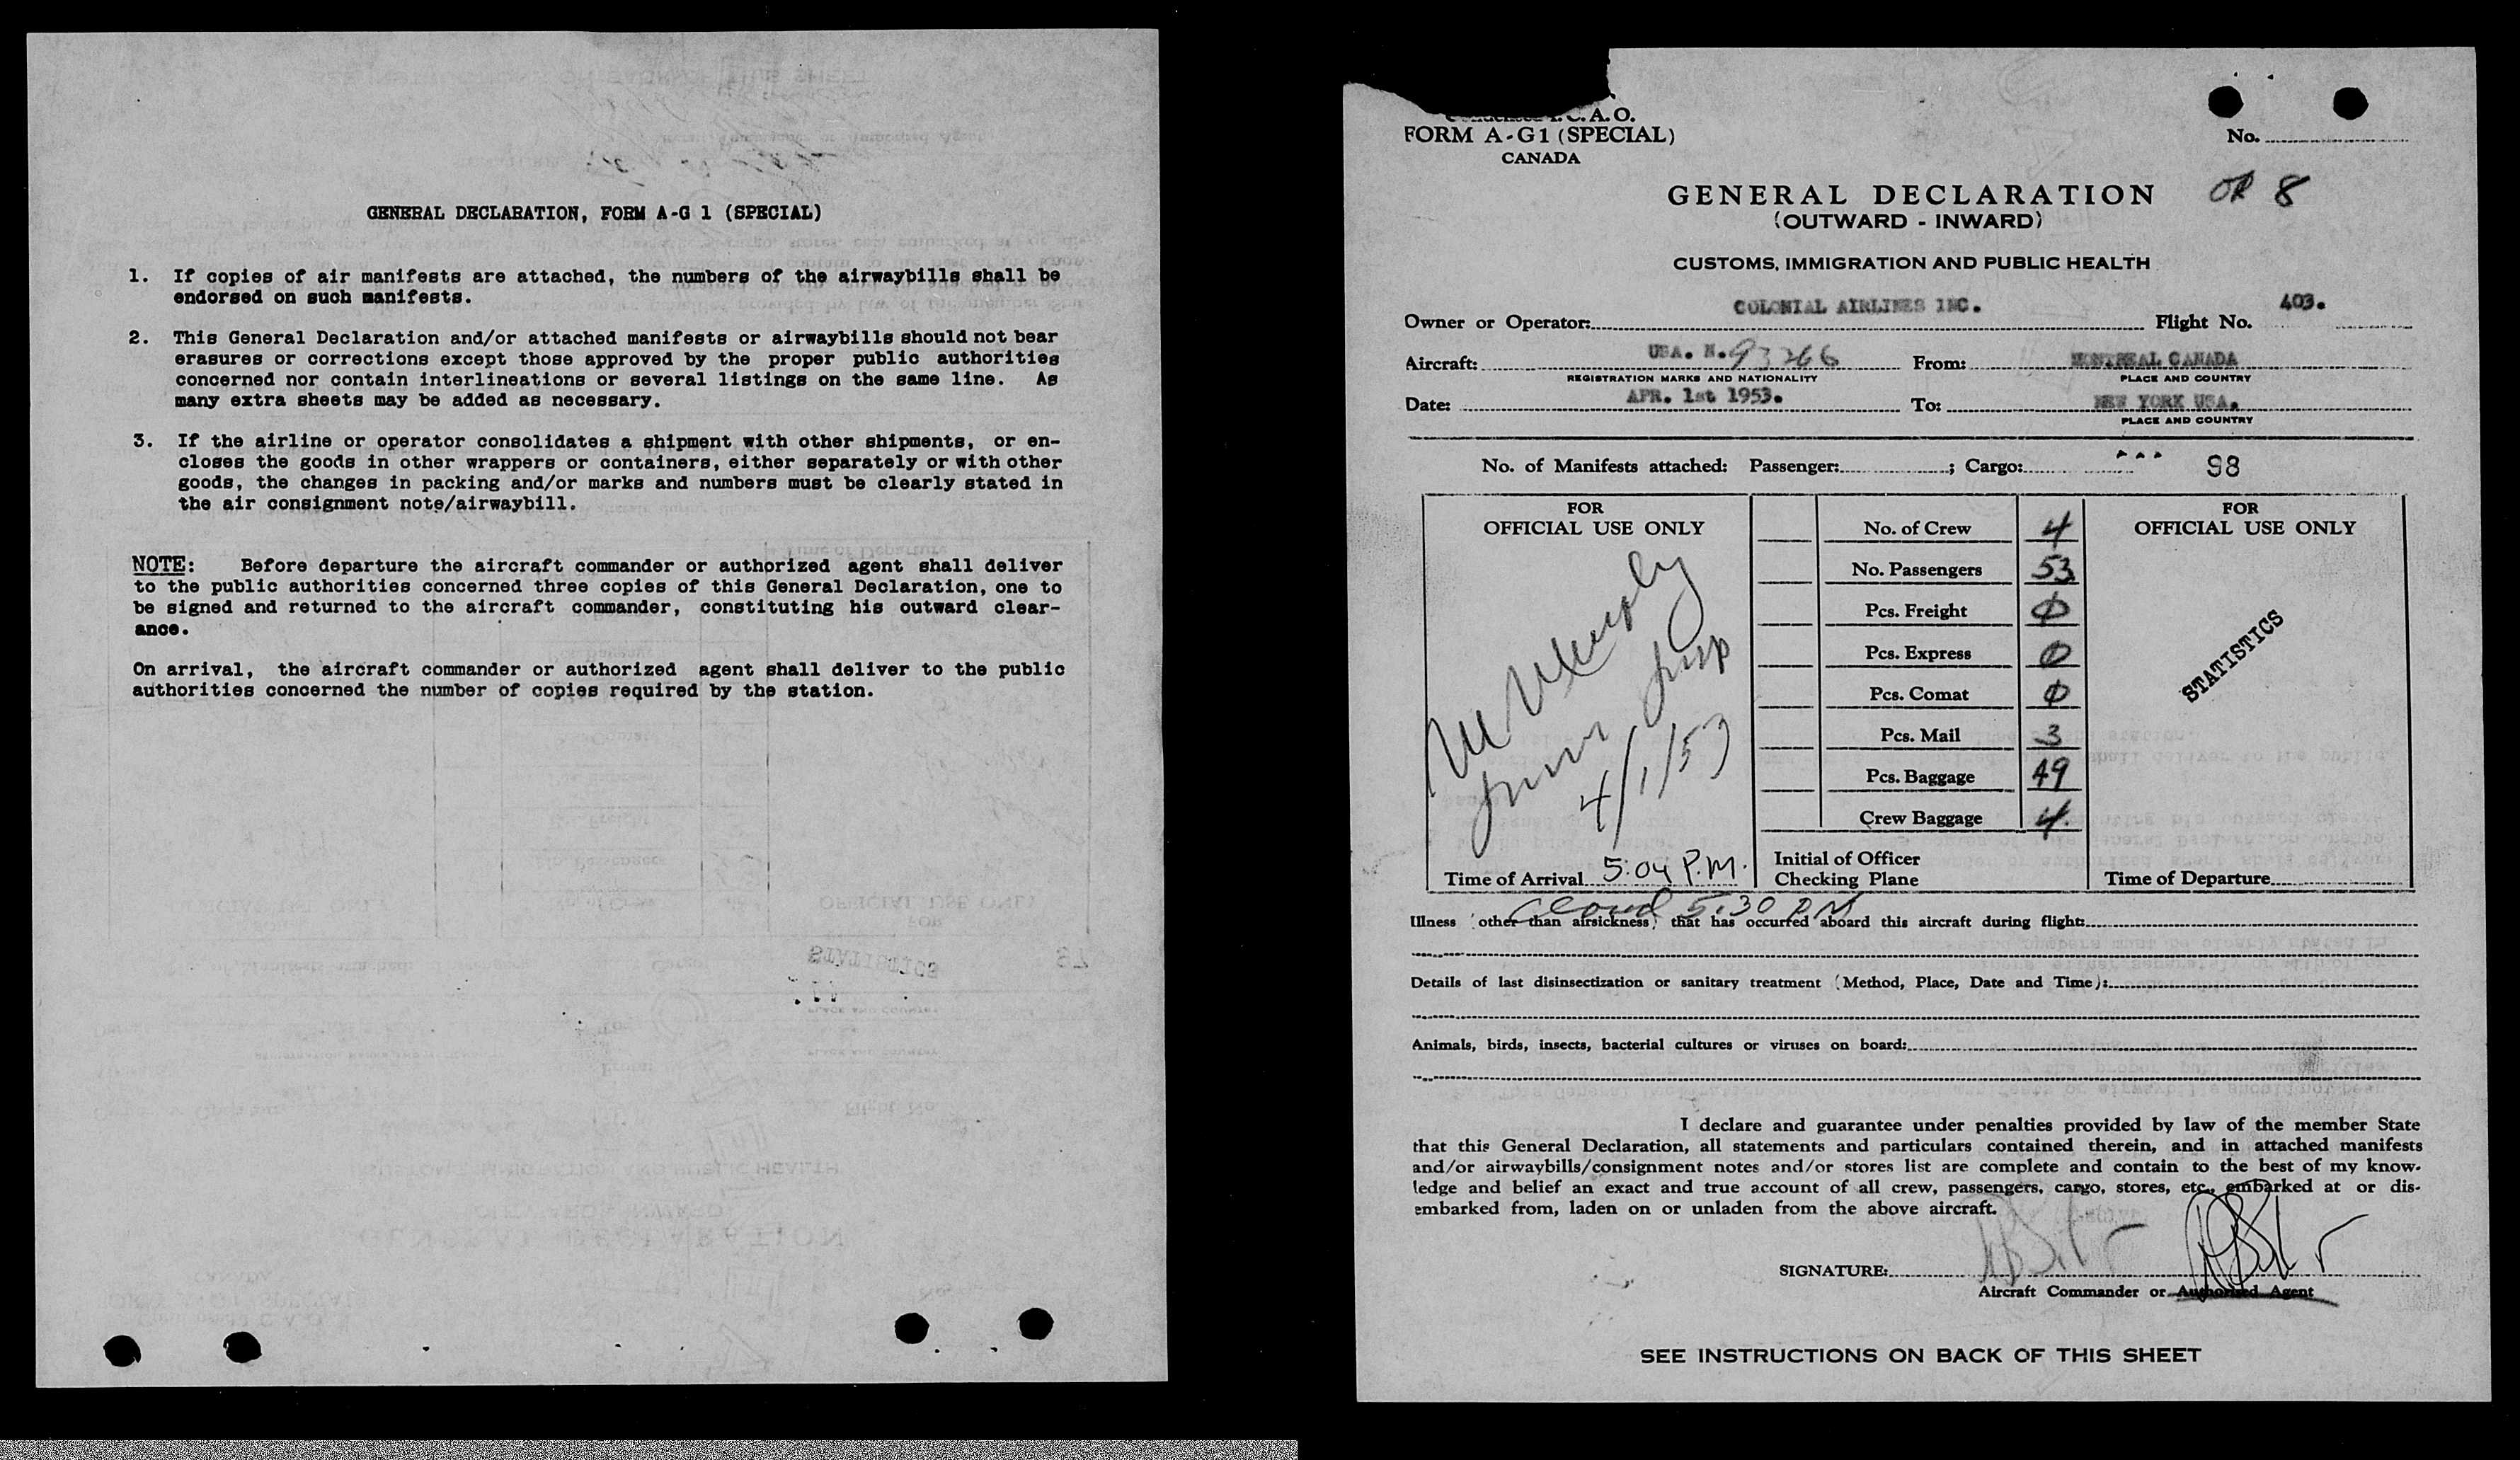 GENERAL DECLARATION, FORM A-G 1 (SPECIAL)
1. If copies of air manifests are attached, the numbers of the airwaybills shall be
endorsed on such manifests.
2. This General Declaration and/or attached manifests or airwaybills should not bear
erasures or corrections except those approved by the proper public authorities
concerned nor contain interlineations or several listings on the same line. As
many extra sheets may be added as necessary.
3. If the airline or operator consolidates a shipment with other shipments, or en-
closes the goods in other wrappers or containers, either separately or with other
goods, the changes in packing and/or marks and numbers must be clearly stated in
the air consignment note/airwaybill.
NOTE: Before departure the aircraft commander or authorized agent shall deliver
to the public authorities concerned three copies of this General Declaration, one to
be signed and returned to the aircraft commander, constituting his outward clear-
ance.
On arrival, the aircraft commander or authorized agent shall deliver to the public
authorities concerned the number of copies required by the station.
I.C.A.O.
FORM A-G1 (SPECIAL)
CANADA
No.
GENERAL DECLARATION
8
(OUTWARD - INWARD)
CUSTOMS, IMMIGRATION AND PUBLIC HEALTH
Owner or Operator: COLONIAL AIRLINES INC. Flight No. 403.
Aircraft: USA. N.93266 From: MONTREAL CANADA
REGISTRATION MARKS AND NATIONALITY PLACE AND COUNTRY
Date: APR. 1st 1953. To: NEW YORK USA.
PLACE AND COUNTRY
No. of Manifests attached: Passenger: ; Cargo: 98
FOR
OFFICIAL USE ONLY
4/1/53
Time of Arrival 5:04 P.M.
No. of Crew 4
No. Passengers 53
Pcs. Freight 0
Pcs. Express 0
Pcs. Comat 0
Pcs. Mail 3
Pcs. Baggage 49
Crew Baggage 4
Initial of Officer
Checking Plane
FOR
OFFICIAL USE ONLY
STATISTICS
Time of Departure
5:30 PM
Illness (other than airsickness) that has occurred aboard this aircraft during flight:
Details of last disinsectization or sanitary treatment (Method, Place, Date and Time):
Animals, birds, insects, bacterial cultures or viruses on board:
I declare and guarantee under penalties provided by law of the member State
that this General Declaration, all statements and particulars contained therein, and in attached manifests
and/or airwaybills/consignment notes and/or stores list are complete and contain to the best of my know-
ledge and belief an exact and true account of all crew, passengers, cargo, stores, etc., embarked at or dis-
embarked from, laden on or unladen from the above aircraft.
SIGNATURE:
Aircraft Commander or Authorized Agent
SEE INSTRUCTIONS ON BACK OF THIS SHEET